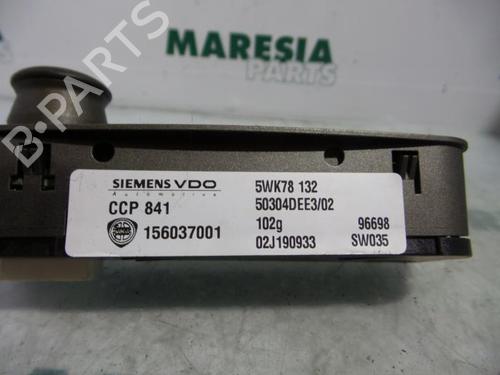 MARESIA
PARTS
B-PARTS
SIEMENS VDO
Automotive
CCP 841
156037001
5WK78 132
50304DEE3/02
102g
96698
02J190933
SW035